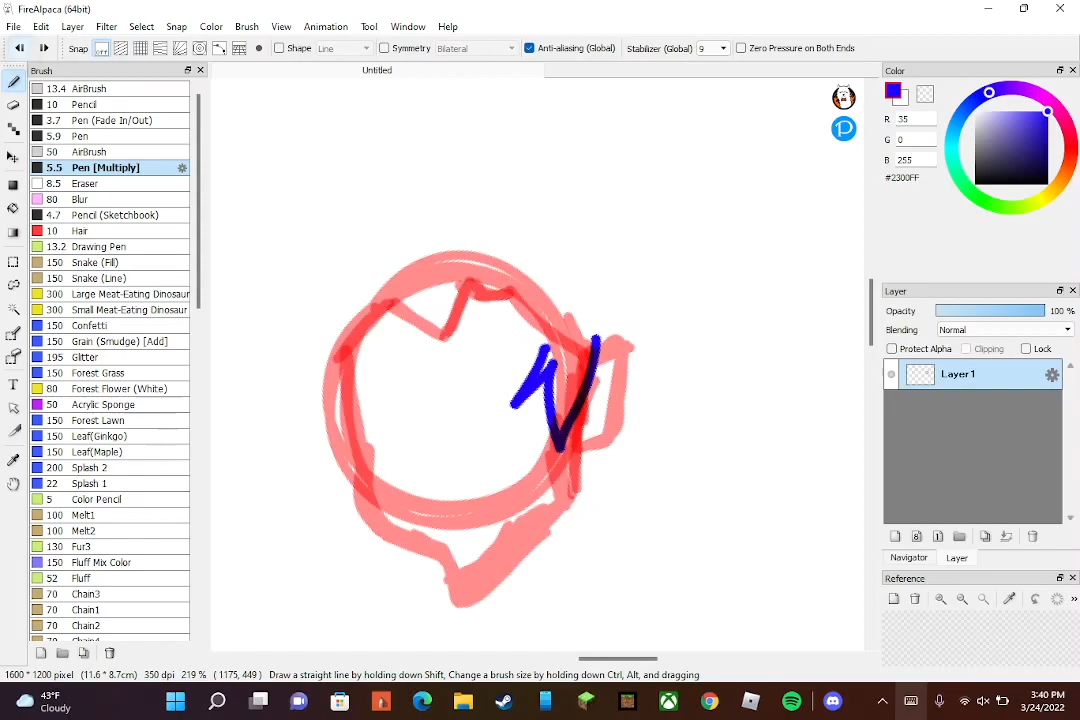 FireAlpaca (64bit)
File Edit Layer Filter Select Snap Color Brush View Animation Tool Window Help
Snap off Shape Line Symmetry Bilateral Anti-aliasing (Global) Stabilizer (Global) 9 Zero Pressure on Both Ends
Brush
Untitled
Color
13.4 AirBrush
10 Pencil
3.7 Pen (Fade In/Out)
5.9 Pen
50 AirBrush
5.5 Pen [Multiply]
8.5 Eraser
80 Blur
4.7 Pencil (Sketchbook)
10 Hair
13.2 Drawing Pen
150 Snake (Fill)
150 Snake (Line)
300 Large Meat-Eating Dinosaur
300 Small Meat-Eating Dinosaur
150 Confetti
150 Grain (Smudge) [Add]
195 Glitter
150 Forest Grass
80 Forest Flower (White)
50 Acrylic Sponge
150 Forest Lawn
150 Leaf(Ginkgo)
150 Leaf(Maple)
200 Splash 2
22 Splash 1
5 Color Pencil
100 Melt1
100 Melt2
130 Fur3
150 Fluff Mix Color
52 Fluff
70 Chain3
70 Chain1
70 Chain2
70 Chain4
R 35
G 0
B 255
#2300FF
Layer
Opacity 100 %
Blending Normal
Protect Alpha Clipping Lock
Layer1
8 1
Navigator Layer
Reference
1600 * 1200 pixel (11.6 * 8.7cm) 350 dpi 219 % ( 1175, 449 ) Draw a straight line by holding down Shift, Change a brush size by holding down Ctrl, Alt, and dragging
43°F
Cloudy
3:40 PM
3/24/2022